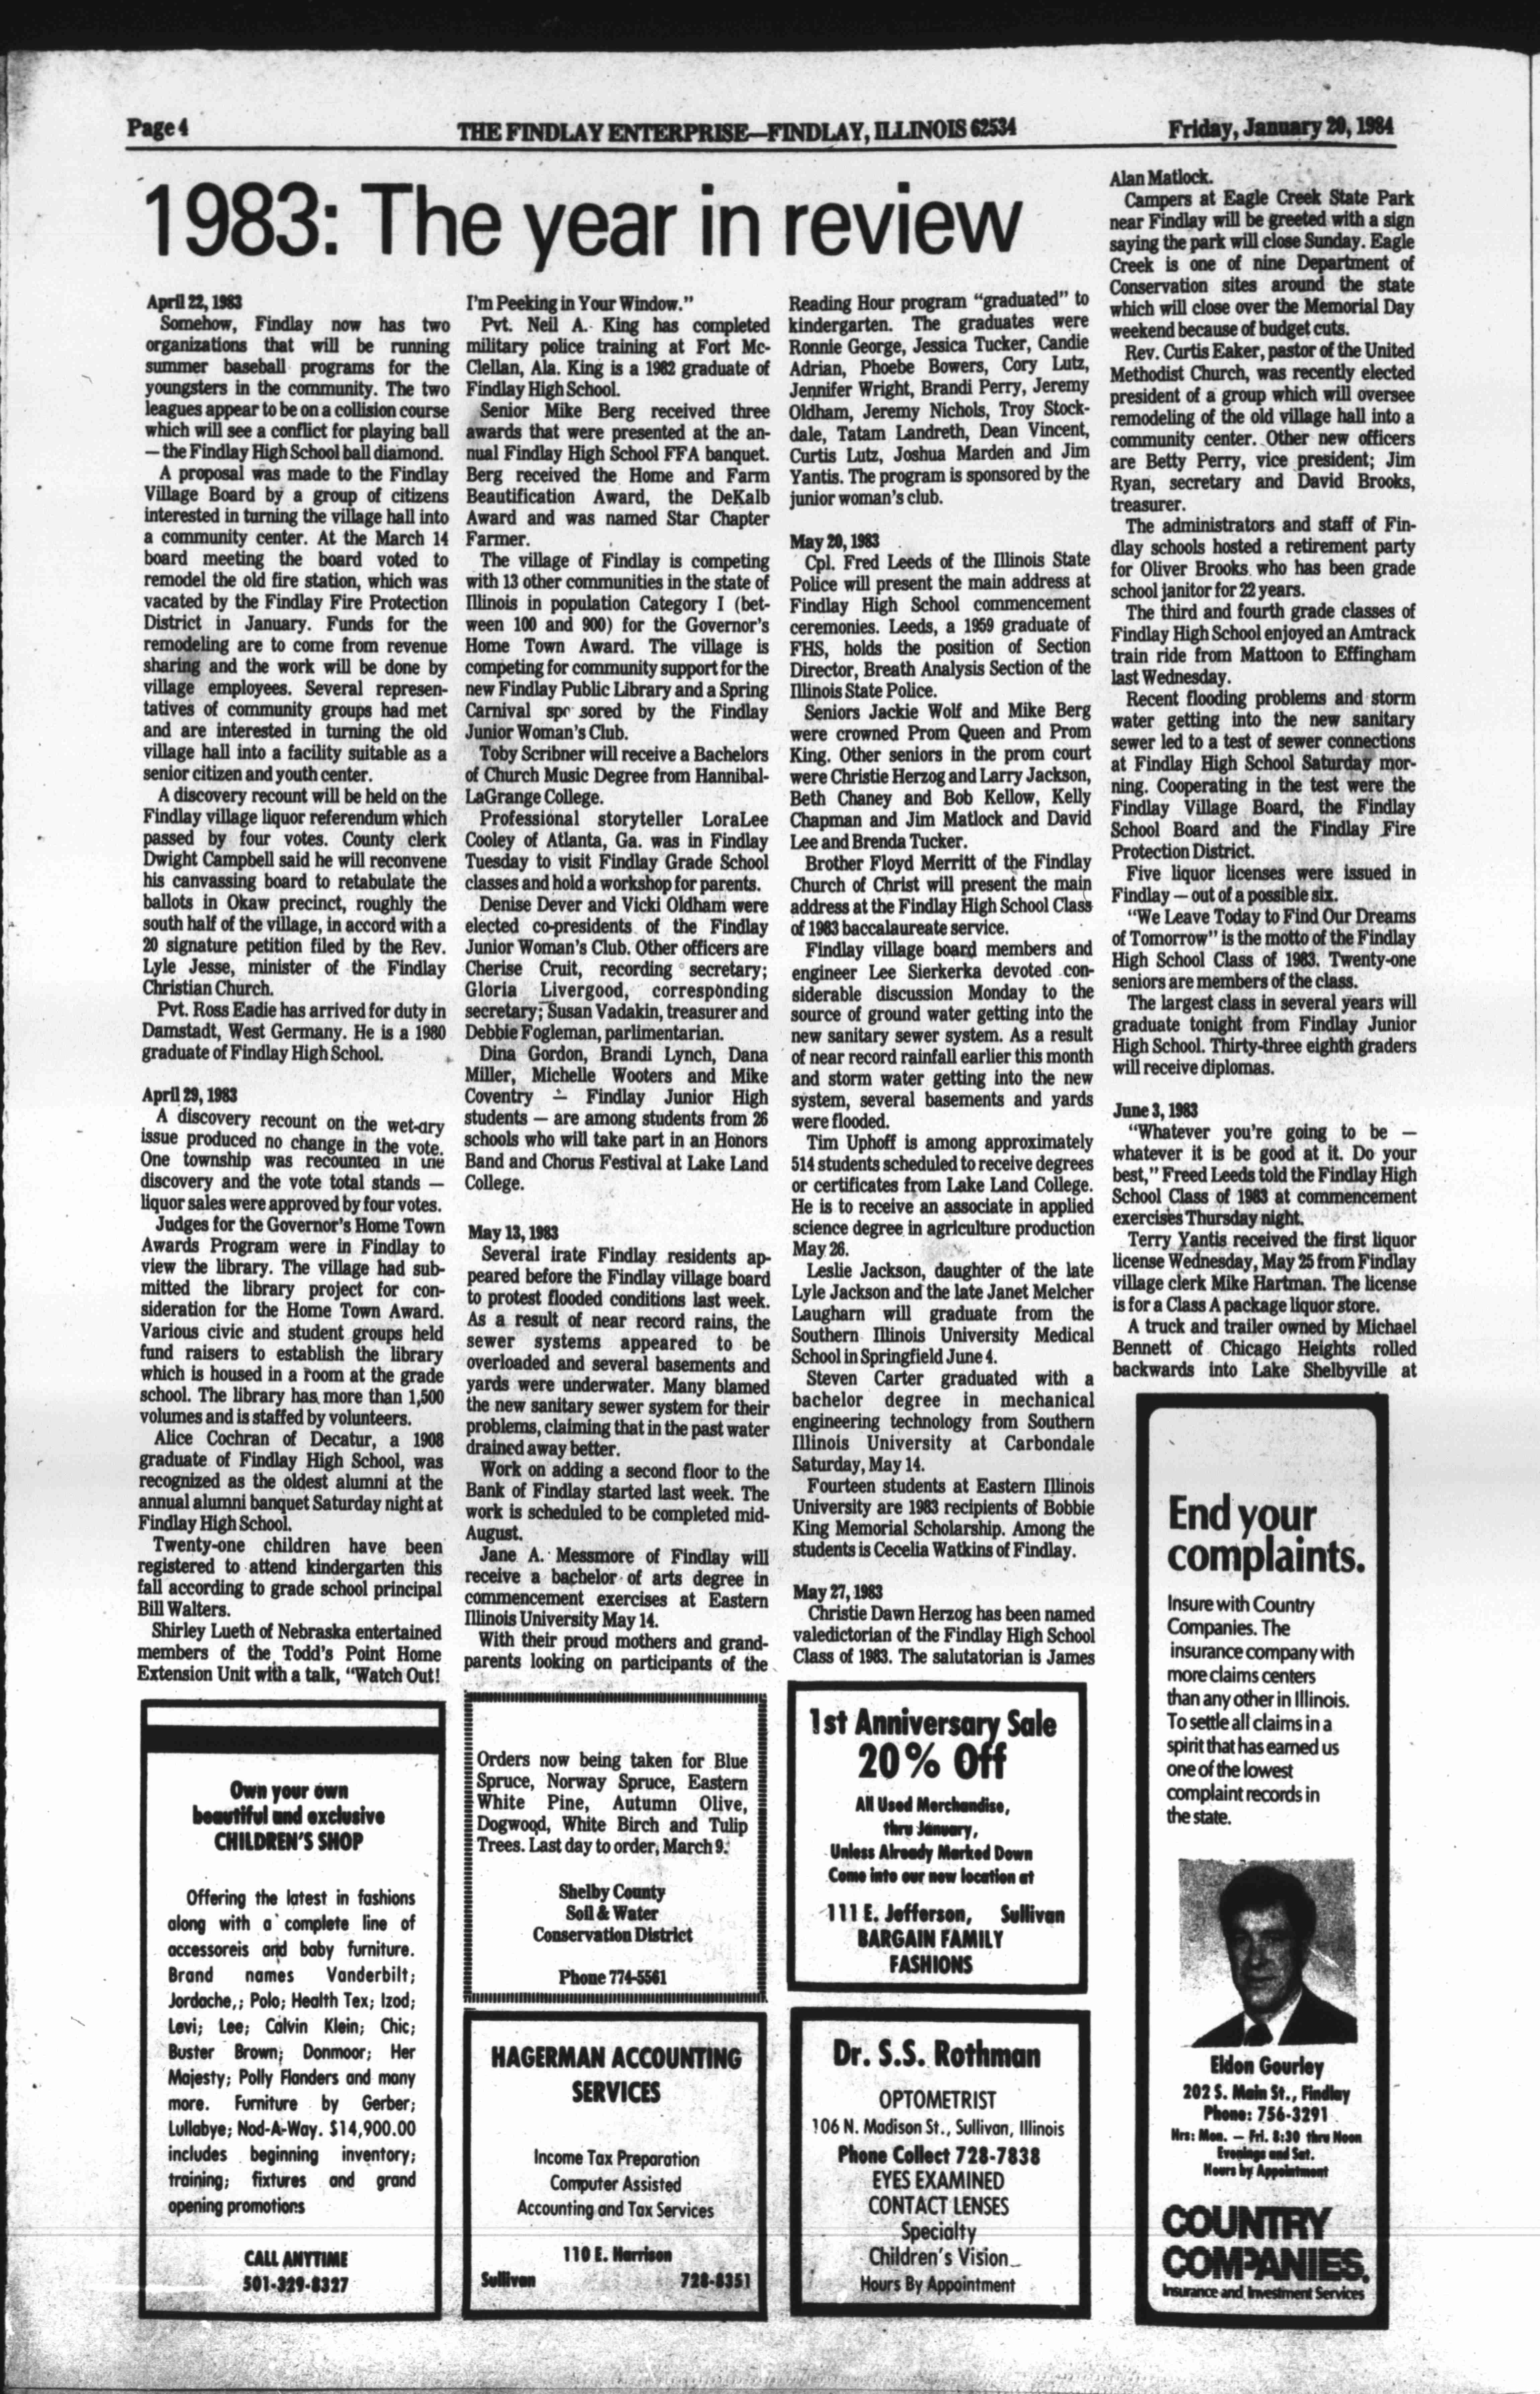 Page 4
THE FINDLAY ENTERPRISE—FINDLAY, ILLINOIS 62534
Friday, January 20, 1984
1983: The year in review
April 22, 1983
Somehow, Findlay now has two
organizations that will be running
summer baseball programs for the
youngsters in the community. The two
leagues appear to be on a collision course
which will see a conflict for playing ball
— the Findlay High School ball diamond.
A proposal was made to the Findlay
Village Board by a group of citizens
interested in turning the village hall into
a community center. At the March 14
board meeting the board voted to
remodel the old fire station, which was
vacated by the Findlay Fire Protection
District in January. Funds for the
remodeling are to come from revenue
sharing and the work will be done by
village employees. Several represen-
tatives of community groups had met
and are interested in turning the old
village hall into a facility suitable as a
senior citizen and youth center.
A discovery recount will be held on the
Findlay village liquor referendum which
passed by four votes. County clerk
Dwight Campbell said he will reconvene
his canvassing board to retabulate the
ballots in Okaw precinct, roughly the
south half of the village, in accord with a
20 signature petition filed by the Rev.
Lyle Jesse, minister of the Findlay
Christian Church.
Pvt. Ross Eadie has arrived for duty in
Damstadt, West Germany. He is a 1980
graduate of Findlay High School.
April 29, 1983
A discovery recount on the wet-dry
issue produced no change in the vote.
One township was recounted in the
discovery and the vote total stands —
liquor sales were approved by four votes.
Judges for the Governor's Home Town
Awards Program were in Findlay to
view the library. The village had sub-
mitted the library project for con-
sideration for the Home Town Award.
Various civic and student groups held
fund raisers to establish the library
which is housed in a room at the grade
school. The library has more than 1,500
volumes and is staffed by volunteers.
Alice Cochran of Decatur, a 1908
graduate of Findlay High School, was
recognized as the oldest alumni at the
annual alumni banquet Saturday night at
Findlay High School.
Twenty-one children have been
registered to attend kindergarten this
fall according to grade school principal
Bill Walters.
Shirley Lueth of Nebraska entertained
members of the Todd's Point Home
Extension Unit with a talk, "Watch Out!
I'm Peeking in Your Window."
Pvt. Neil A. King has completed
military police training at Fort Mc-
Clellan, Ala. King is a 1982 graduate of
Findlay High School.
Senior Mike Berg received three
awards that were presented at the an-
nual Findlay High School FFA banquet.
Berg received the Home and Farm
Beautification Award, the DeKalb
Award and was named Star Chapter
Farmer.
The village of Findlay is competing
with 13 other communities in the state of
Illinois in population Category I (bet-
ween 100 and 900) for the Governor's
Home Town Award. The village is
competing for community support for the
new Findlay Public Library and a Spring
Carnival spo sored by the Findlay
Junior Woman's Club.
Toby Scribner will receive a Bachelors
of Church Music Degree from Hannibal-
LaGrange College.
Professional storyteller LoraLee
Cooley of Atlanta, Ga. was in Findlay
Tuesday to visit Findlay Grade School
classes and hold a workshop for parents.
Denise Dever and Vicki Oldham were
elected co-presidents of the Findlay
Junior Woman's Club. Other officers are
Cherise Cruit, recording secretary;
Gloria Livergood, corresponding
secretary; Susan Vadakin, treasurer and
Debbie Fogleman, parlimentarian.
Dina Gordon, Brandi Lynch, Dana
Miller, Michelle Wooters and Mike
Coventry — Findlay Junior High
students — are among students from 26
schools who will take part in an Honors
Band and Chorus Festival at Lake Land
College.
May 13, 1983
Several irate Findlay residents ap-
peared before the Findlay village board
to protest flooded conditions last week.
As a result of near record rains, the
sewer systems appeared to be
overloaded and several basements and
yards were underwater. Many blamed
the new sanitary sewer system for their
problems, claiming that in the past water
drained away better.
Work on adding a second floor to the
Bank of Findlay started last week. The
work is scheduled to be completed mid-
August.
Jane A. Messmore of Findlay will
receive a bachelor of arts degree in
commencement exercises at Eastern
Illinois University May 14.
With their proud mothers and grand-
parents looking on participants of the
Reading Hour program "graduated" to
kindergarten. The graduates were
Ronnie George, Jessica Tucker, Candie
Adrian, Phoebe Bowers, Cory Lutz,
Jennifer Wright, Brandi Perry, Jeremy
Oldham, Jeremy Nichols, Troy Stock-
dale, Tatam Landreth, Dean Vincent,
Curtis Lutz, Joshua Marden and Jim
Yantis. The program is sponsored by the
junior woman's club.
May 20, 1983
Cpl. Fred Leeds of the Illinois State
Police will present the main address at
Findlay High School commencement
ceremonies. Leeds, a 1959 graduate of
FHS, holds the position of Section
Director, Breath Analysis Section of the
Illinois State Police.
Seniors Jackie Wolf and Mike Berg
were crowned Prom Queen and Prom
King. Other seniors in the prom court
were Christie Herzog and Larry Jackson,
Beth Chaney and Bob Kellow, Kelly
Chapman and Jim Matlock and David
Lee and Brenda Tucker.
Brother Floyd Merritt of the Findlay
Church of Christ will present the main
address at the Findlay High School Class
of 1983 baccalaureate service.
Findlay village board members and
engineer Lee Sierkerka devoted con-
siderable discussion Monday to the
source of ground water getting into the
new sanitary sewer system. As a result
of near record rainfall earlier this month
and storm water getting into the new
system, several basements and yards
were flooded.
Tim Uphoff is among approximately
514 students scheduled to receive degrees
or certificates from Lake Land College.
He is to receive an associate in applied
science degree in agriculture production
May 26.
Leslie Jackson, daughter of the late
Lyle Jackson and the late Janet Melcher
Laugharn will graduate from the
Southern Illinois University Medical
School in Springfield June 4.
Steven Carter graduated with a
bachelor degree in mechanical
engineering technology from Southern
Illinois University at Carbondale
Saturday, May 14.
Fourteen students at Eastern Illinois
University are 1983 recipients of Bobbie
King Memorial Scholarship. Among the
students is Cecelia Watkins of Findlay.
May 27, 1983
Christie Dawn Herzog has been named
valedictorian of the Findlay High School
Class of 1983. The salutatorian is James
Alan Matlock.
Campers at Eagle Creek State Park
near Findlay will be greeted with a sign
saying the park will close Sunday. Eagle
Creek is one of nine Department of
Conservation sites around the state
which will close over the Memorial Day
weekend because of budget cuts.
Rev. Curtis Eaker, pastor of the United
Methodist Church, was recently elected
president of a group which will oversee
remodeling of the old village hall into a
community center. Other new officers
are Betty Perry, vice president; Jim
Ryan, secretary and David Brooks,
treasurer.
The administrators and staff of Fin-
dlay schools hosted a retirement party
for Oliver Brooks who has been grade
school janitor for 22 years.
The third and fourth grade classes of
Findlay High School enjoyed an Amtrack
train ride from Mattoon to Effingham
last Wednesday.
Recent flooding problems and storm
water getting into the new sanitary
sewer led to a test of sewer connections
at Findlay High School Saturday mor-
ning. Cooperating in the test were the
Findlay Village Board, the Findlay
School Board and the Findlay Fire
Protection District.
Five liquor licenses were issued in
Findlay — out of a possible six.
"We Leave Today to Find Our Dreams
of Tomorrow" is the motto of the Findlay
High School Class of 1983. Twenty-one
seniors are members of the class.
The largest class in several years will
graduate tonight from Findlay Junior
High School. Thirty-three eighth graders
will receive diplomas.
June 3, 1983
"Whatever you're going to be —
whatever it is be good at it. Do your
best," Freed Leeds told the Findlay High
School Class of 1983 at commencement
exercises Thursday night.
Terry Yantis received the first liquor
license Wednesday, May 25 from Findlay
village clerk Mike Hartman. The license
is for a Class A package liquor store.
A truck and trailer owned by Michael
Bennett of Chicago Heights rolled
backwards into Lake Shelbyville at
Own your own
beautiful and exclusive
CHILDREN'S SHOP
Offering the latest in fashions
along with a complete line of
accessoreis and baby furniture.
Brand names Vanderbilt;
Jordache,; Polo; Health Tex; Izod;
Levi; Lee; Calvin Klein; Chic;
Buster Brown; Donmoor; Her
Majesty; Polly Flanders and many
more. Furniture by Gerber;
Lullabye; Nod-A-Way. $14,900.00
includes beginning inventory;
training; fixtures and grand
opening promotions
CALL ANYTIME
501-329-8327
Orders now being taken for Blue
Spruce, Norway Spruce, Eastern
White Pine, Autumn Olive,
Dogwood, White Birch and Tulip
Trees. Last day to order, March 9.
Shelby County
Soil & Water
Conservation District
Phone 774-5561
HAGERMAN ACCOUNTING
SERVICES
Income Tax Preparation
Computer Assisted
Accounting and Tax Services
110 E. Harrison
Sullivan 728-8351
1st Anniversary Sale
20% Off
All Used Merchandise,
thru January,
Unless Already Marked Down
Come into our new location at
111 E. Jefferson, Sullivan
BARGAIN FAMILY
FASHIONS
Dr. S.S. Rothman
OPTOMETRIST
106 N. Madison St., Sullivan, Illinois
Phone Collect 728-7838
EYES EXAMINED
CONTACT LENSES
Specialty
Children's Vision
Hours By Appointment
End your
complaints.
Insure with Country
Companies. The
insurance company with
more claims centers
than any other in Illinois.
To settle all claims in a
spirit that has earned us
one of the lowest
complaint records in
the state.
Eldon Gourley
202 S. Main St., Findlay
Phone: 756-3291
Hrs: Mon. — Fri. 8:30 thru Noon
Evenings and Sat.
Hours by Appointment
COUNTRY
COMPANIES.
Insurance and Investment Services